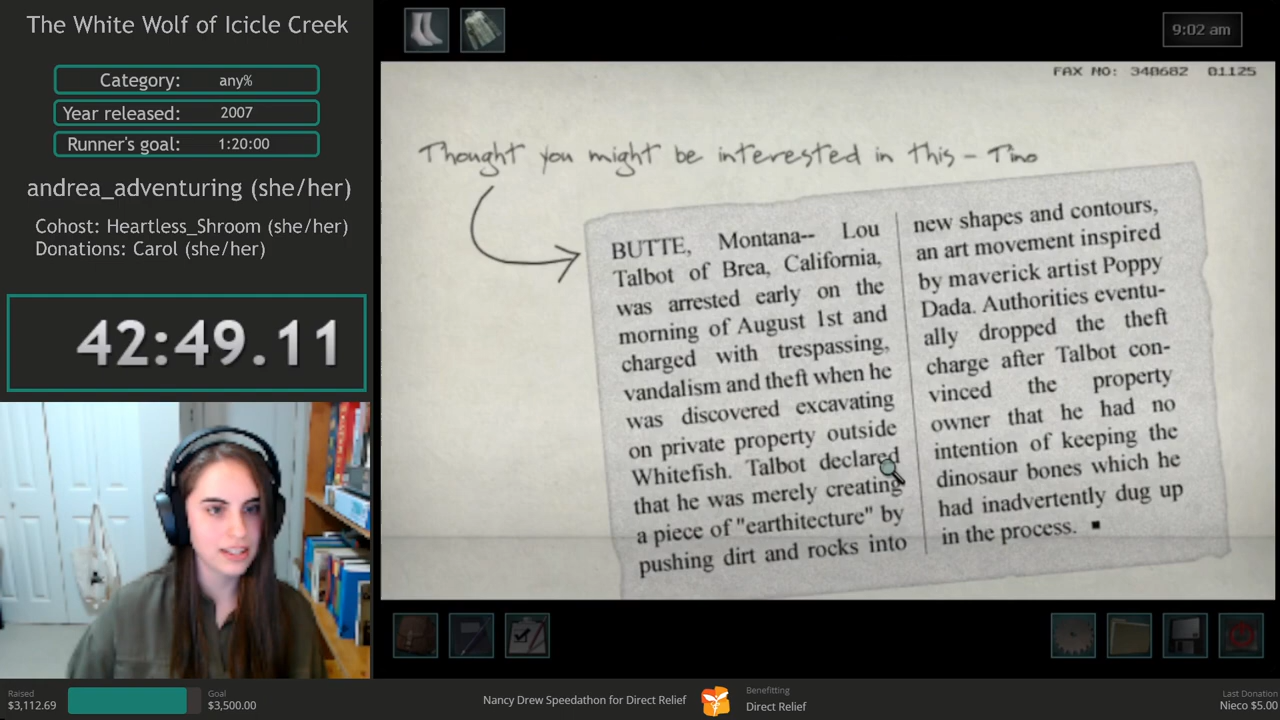 The White Wolf of Icicle Creek
Category: any%
Year released: 2007
Runner's goal: 1:20:00
andrea_adventuring (she/her)
Cohost: Heartless_Shroom (she/her)
Donations: Carol (she/her)
42:49.11
9:02 am
FAX NO: 348682 01125
Thought you might be interested in this - Tino
BUTTE, Montana-- Lou
Talbot of Brea, California,
was arrested early on the
morning of August 1st and
charged with trespassing,
vandalism and theft when he
was discovered excavating
on private property outside
Whitefish. Talbot declared
that he was merely creating
a piece of "earthitecture" by
pushing dirt and rocks into
new shapes and contours,
an art movement inspired
by maverick artist Poppy
Dada. Authorities eventu-
ally dropped the theft
charge after Talbot con-
vinced the property
owner that he had no
intention of keeping the
dinosaur bones which he
had inadvertently dug up
in the process. ■
Raised
$3,112.69
Goal
$3,500.00
Nancy Drew Speedathon for Direct Relief
Benefitting
Direct Relief
Last Donation
Nieco $5.00